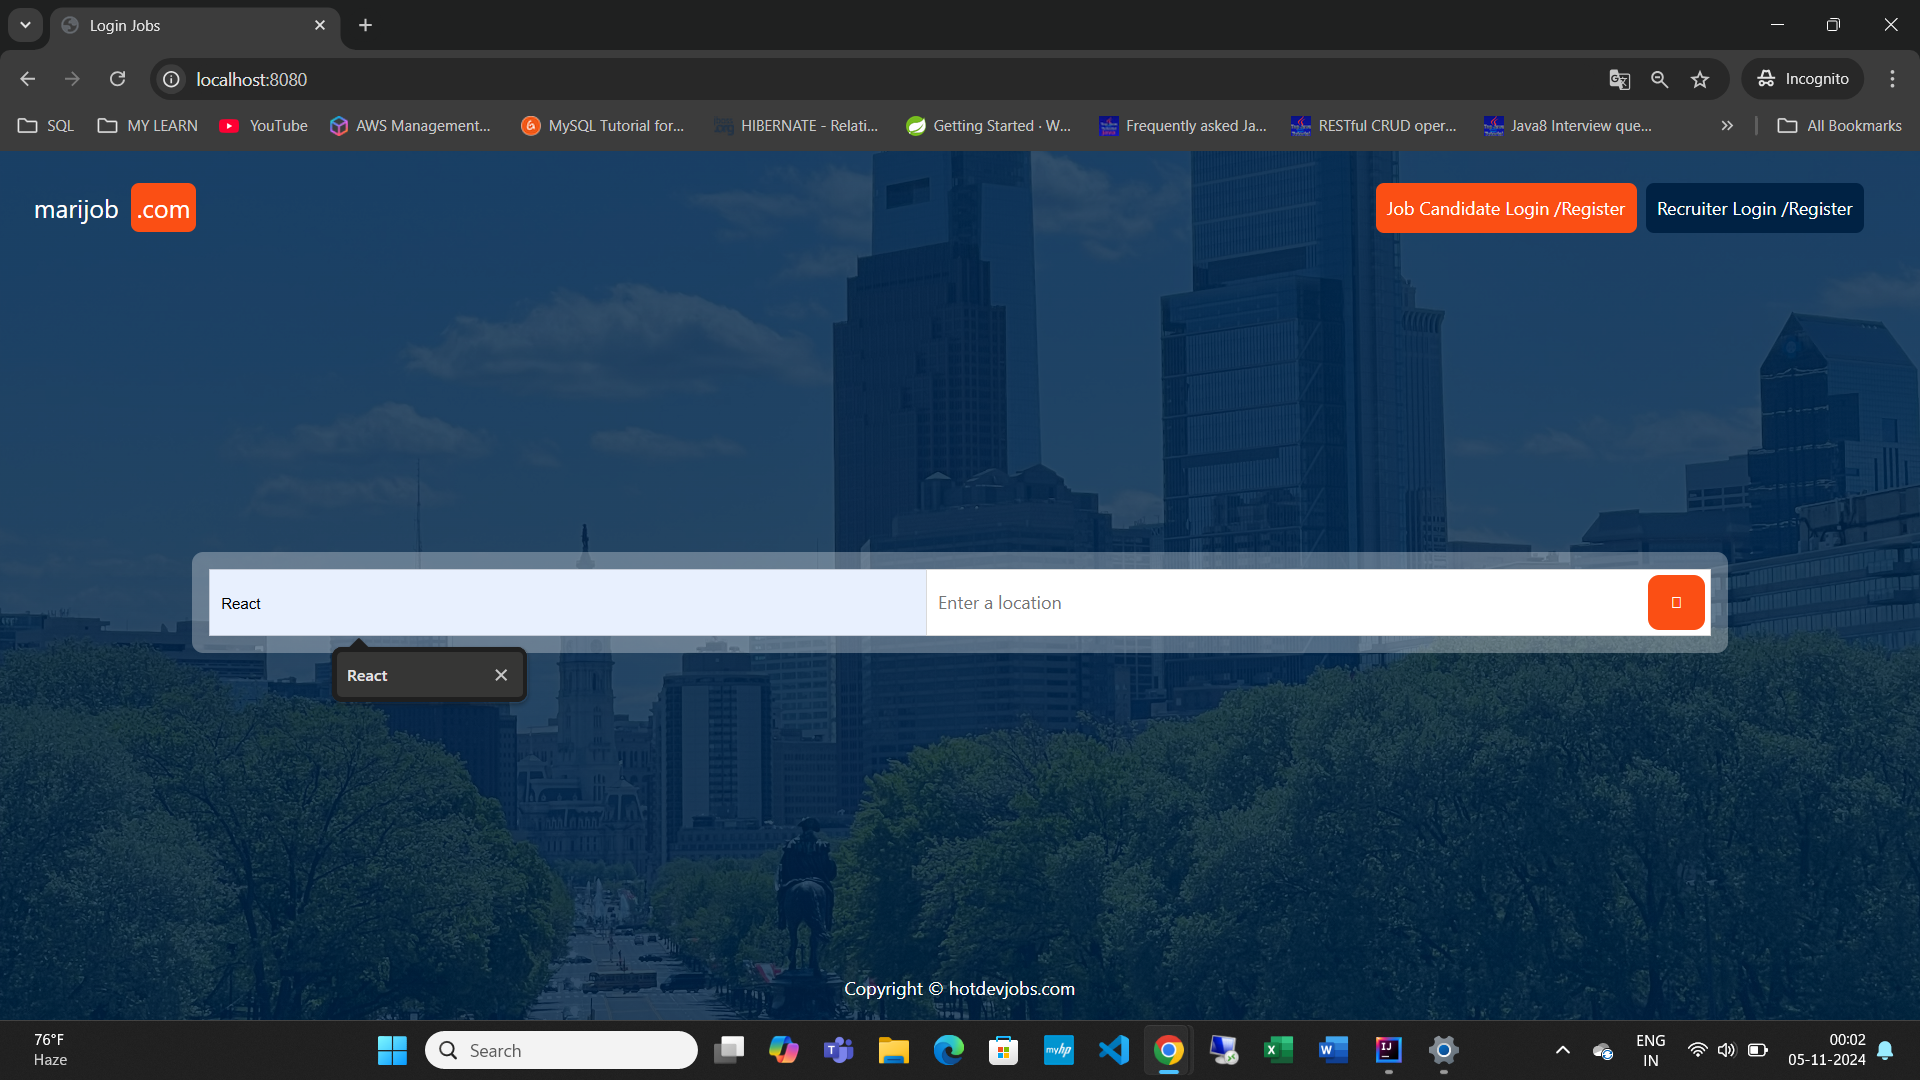 Login Jobs
localhost:8080
Incognito
SQL
MY LEARN
YouTube
AWS Management...
MySQL Tutorial for...
HIBERNATE - Relati...
Getting Started · W...
Frequently asked Ja...
RESTful CRUD oper...
Java8 Interview que...
All Bookmarks
marijob .com
Job Candidate Login /Register
Recruiter Login /Register
React
Enter a location
React
Copyright © hotdevjobs.com
76°F
Haze
Search
myhp
ENG
IN
00:02
05-11-2024